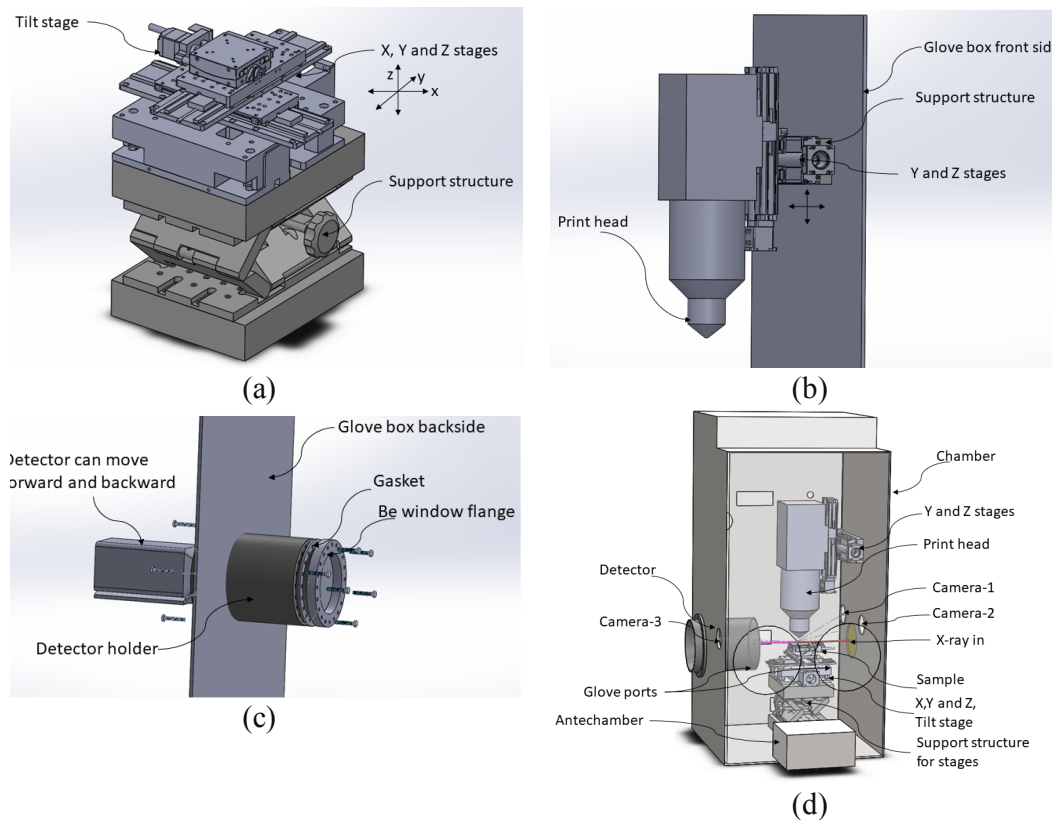 Tilt stage
X, Y and Z stages
z
y
x
Support structure
(a)
Glove box front sid
Support structure
Y and Z stages
Print head
(b)
Glove box backside
Detector can move
orward and backward
Gasket
Be window flange
Detector holder
(c)
Chamber
Y and Z stages
Print head
Detector
Camera-1
Camera-3
Camera-2
X-ray in
Glove ports
Sample
X,Y and Z,
Tilt stage
Antechamber
Support structure
for stages
(d)